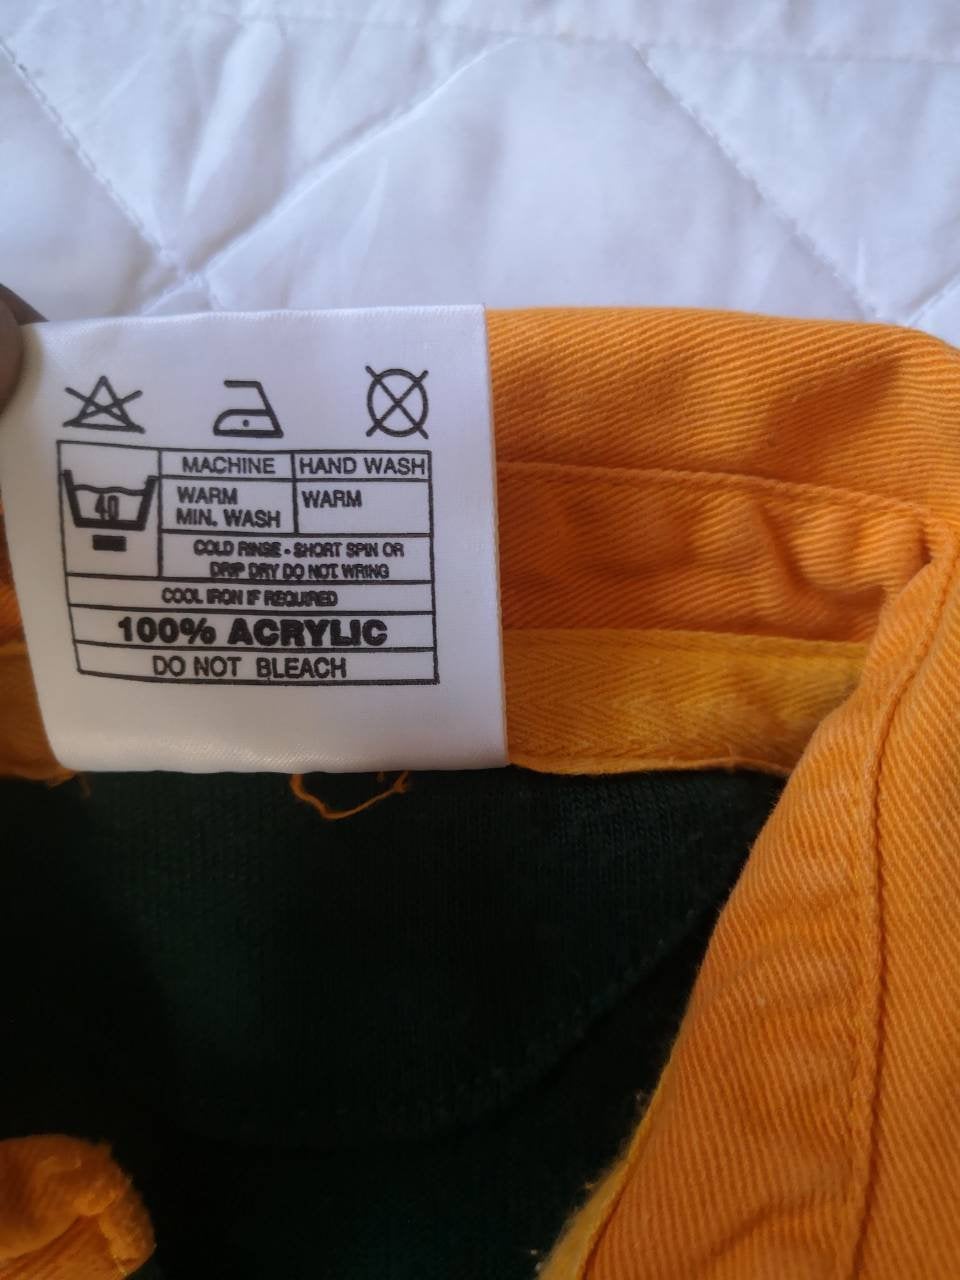 MACHINE HAND WASH
40
WARM
MIN. WASH
WARM
COLD RINSE - SHORT SPIN OR
DRIP DRY DO NOT WRING
COOL IRON IF REQUIRED
100% ACRYLIC
DO NOT BLEACH